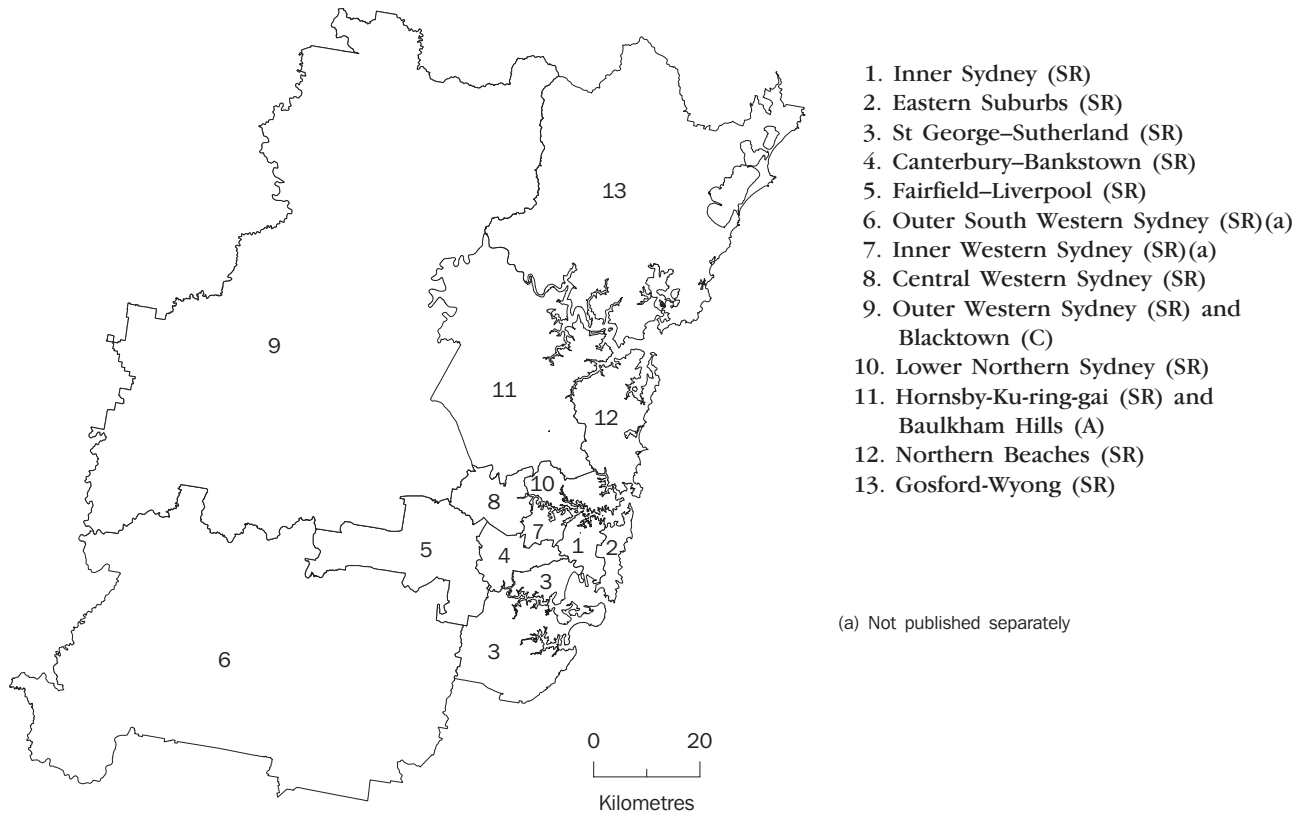 13
9
11
12
10
8
7
5
4
1
2
3
6
3
0 20
Kilometres
1. Inner Sydney (SR)
2. Eastern Suburbs (SR)
3. St George–Sutherland (SR)
4. Canterbury–Bankstown (SR)
5. Fairfield–Liverpool (SR)
6. Outer South Western Sydney (SR)(a)
7. Inner Western Sydney (SR)(a)
8. Central Western Sydney (SR)
9. Outer Western Sydney (SR) and
Blacktown (C)
10. Lower Northern Sydney (SR)
11. Hornsby-Ku-ring-gai (SR) and
Baulkham Hills (A)
12. Northern Beaches (SR)
13. Gosford-Wyong (SR)
(a) Not published separately